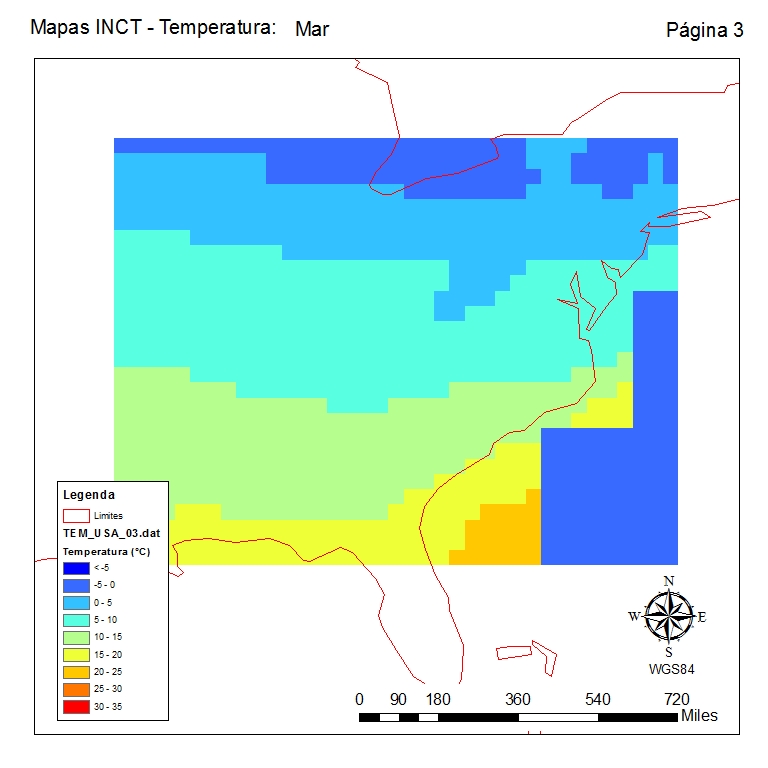 Mapas INCT - Temperatura: Mar
Página 3
Legenda
Limites
TEM_USA_03.dat
Temperatura (°C)
< -5
-5 - 0
0 - 5
5 - 10
10 - 15
15 - 20
20 - 25
25 - 30
30 - 35
N
W E
S
WGS84
0 90 180 360 540 720
Miles